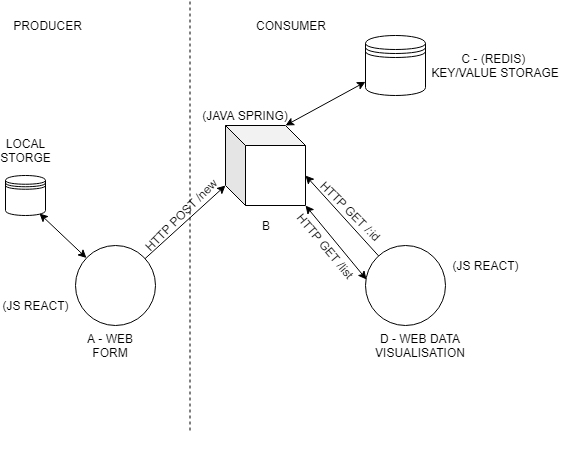 PRODUCER
CONSUMER
C - (REDIS)
KEY/VALUE STORAGE
(JAVA SPRING)
LOCAL
STORGE
HTTP POST /new
HTTP GET /:id
HTTP GET /list
B
(JS REACT)
(JS REACT)
A - WEB
FORM
D - WEB DATA
VISUALISATION